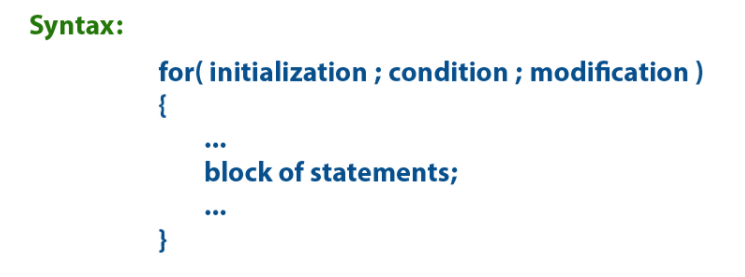 Syntax:
for( initialization ; condition ; modification )
{
...
block of statements;
...
}